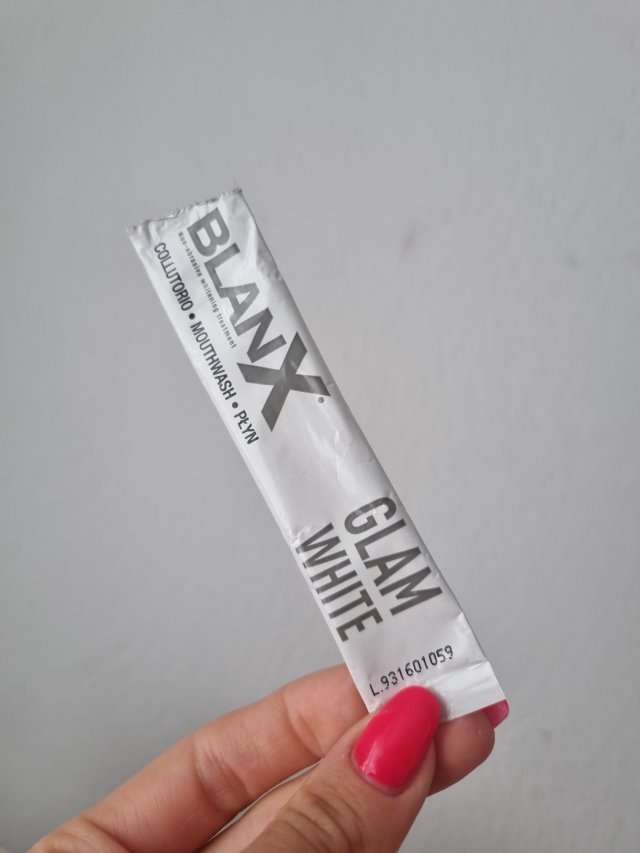 BLANX®
Non-abrasive whitening treatment
COLLUTORIO • MOUTHWASH • PŁYN
GLAM
WHITE
L.931601059